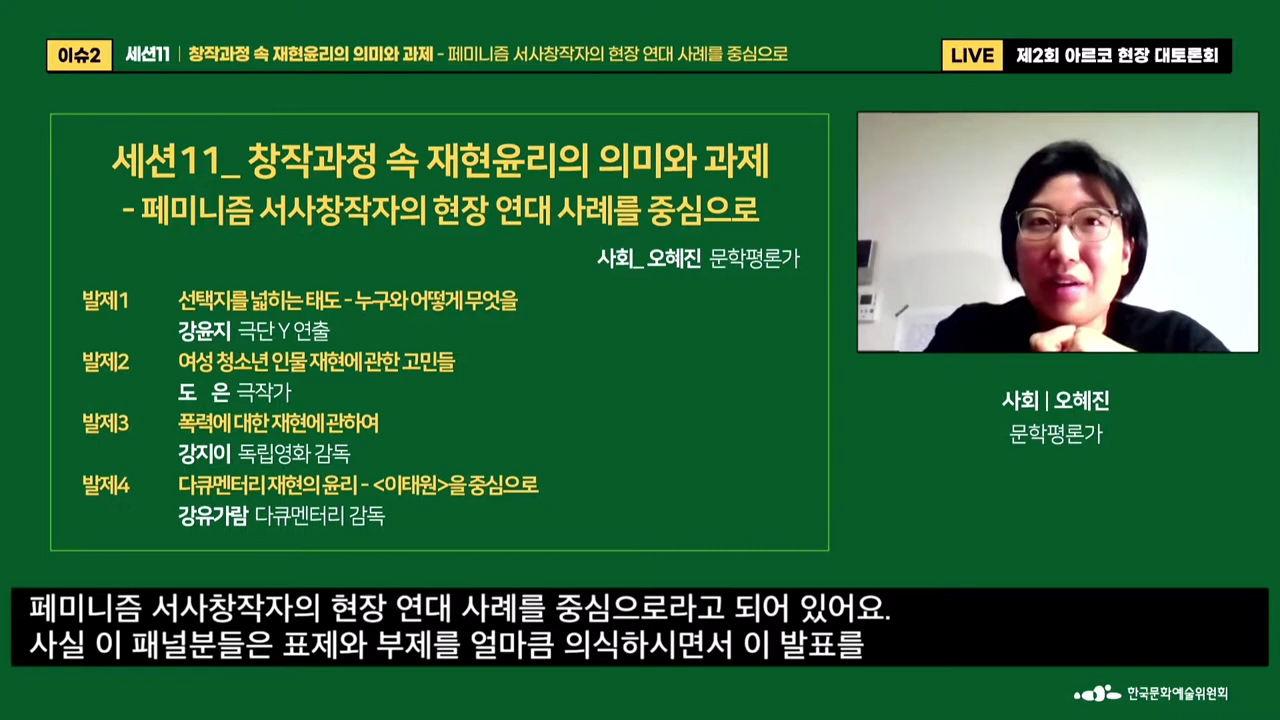 이슈2 세션11 | 창작과정 속 재현윤리의 의미와 과제 - 페미니즘 서사창작자의 현장 연대 사례를 중심으로
LIVE 제2회 아르코 현장 대토론회
세션11_ 창작과정 속 재현윤리의 의미와 과제
- 페미니즘 서사창작자의 현장 연대 사례를 중심으로
사회_ 오혜진 문학평론가
발제1 선택지를 넓히는 태도 - 누구와 어떻게 무엇을
강윤지 극단 Y 연출
발제2 여성 청소년 인물 재현에 관한 고민들
도 은 극작가
발제3 폭력에 대한 재현에 관하여
강지이 독립영화 감독
발제4 다큐멘터리 재현의 윤리 - <이태원>을 중심으로
강유가람 다큐멘터리 감독
사회 | 오혜진
문학평론가
페미니즘 서사창작자의 현장 연대 사례를 중심으로라고 되어 있어요.
사실 이 패널분들은 표제와 부제를 얼마큼 의식하시면서 이 발표를
한국문화예술위원회